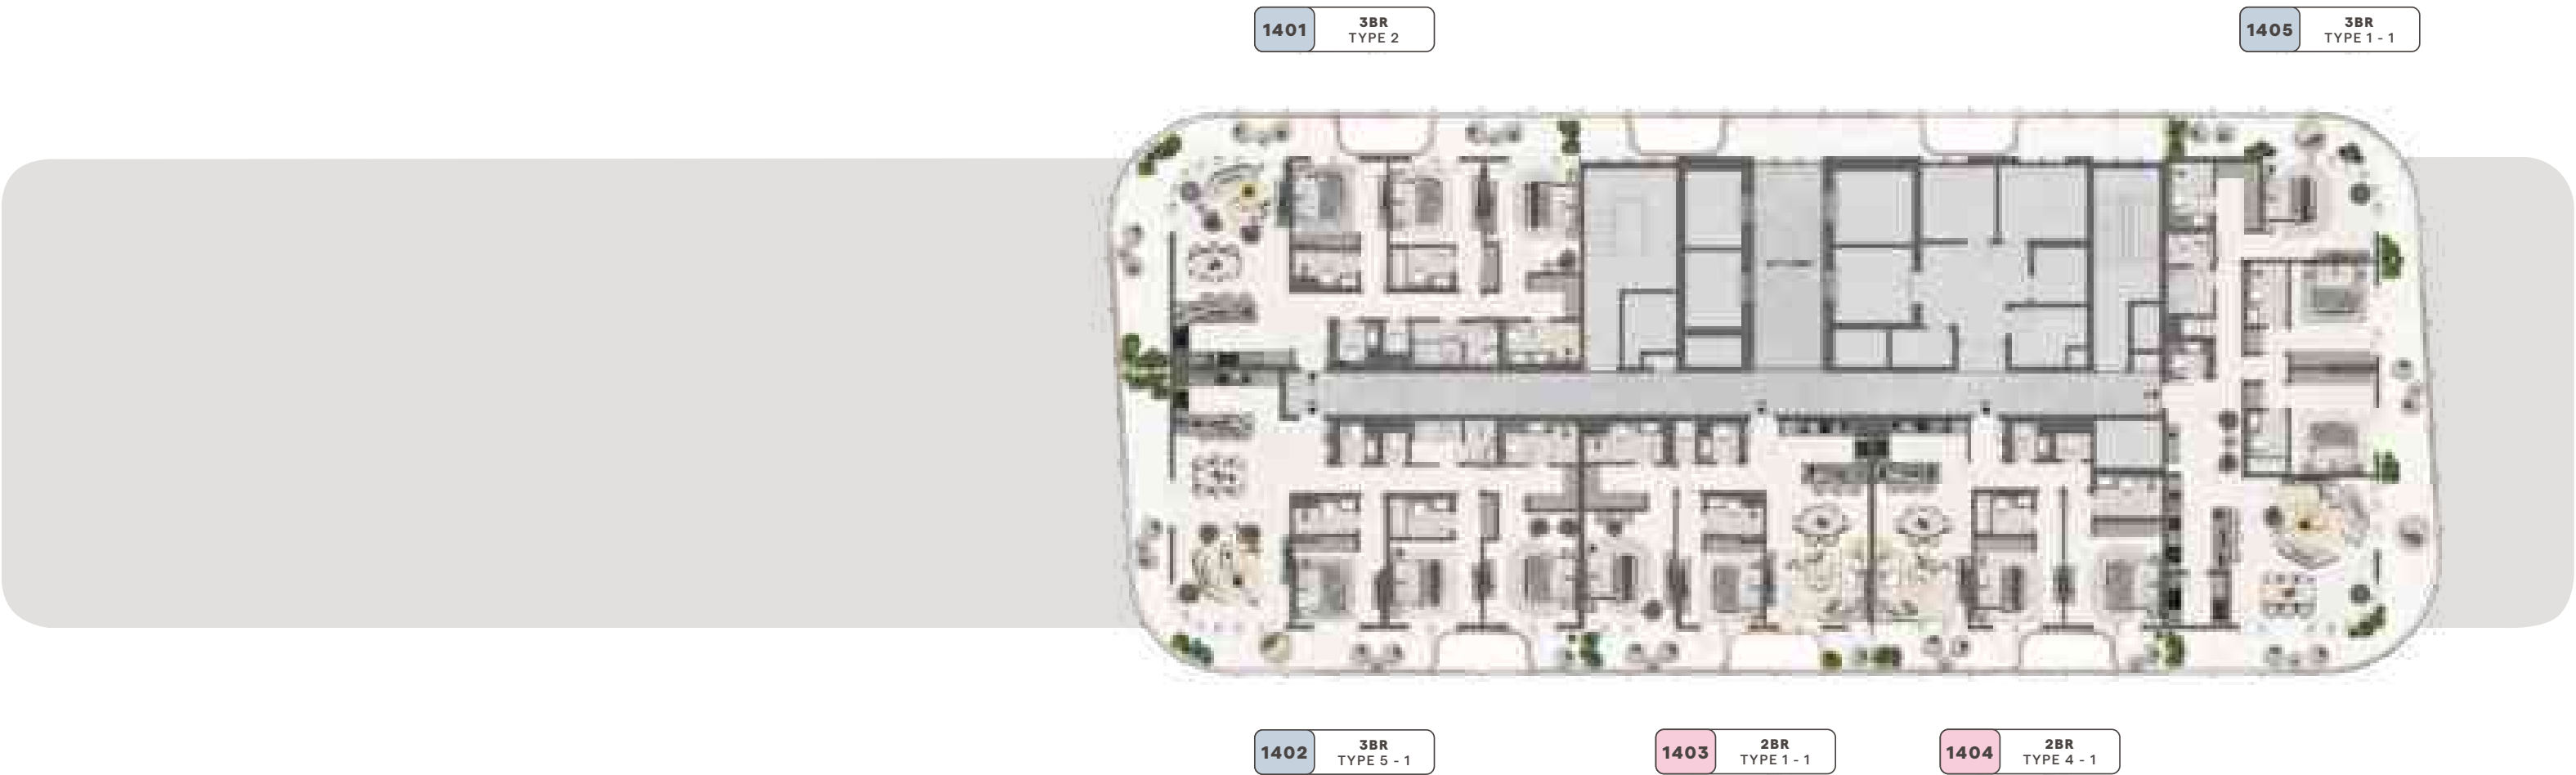 1401 3BR
TYPE 2
1405 3BR
TYPE 1 - 1
1402 3BR
TYPE 5 - 1
1403 2BR
TYPE 1 - 1
1404 2BR
TYPE 4 - 1